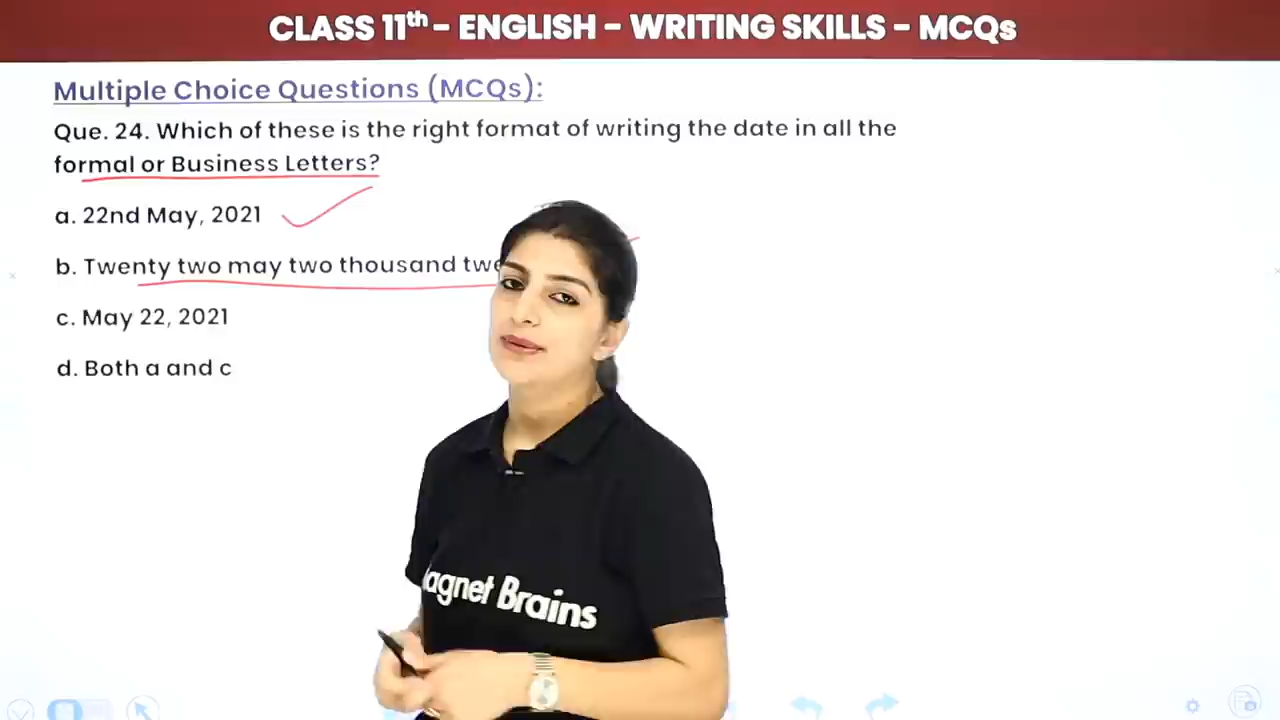 CLASS 11th - ENGLISH - WRITING SKILLS - MCQs
Multiple Choice Questions (MCQs):
Que. 24. Which of these is the right format of writing the date in all the
formal or Business Letters?
a. 22nd May, 2021
b. Twenty two may two thousand
c. May 22, 2021
d. Both a and c
agnet Brains